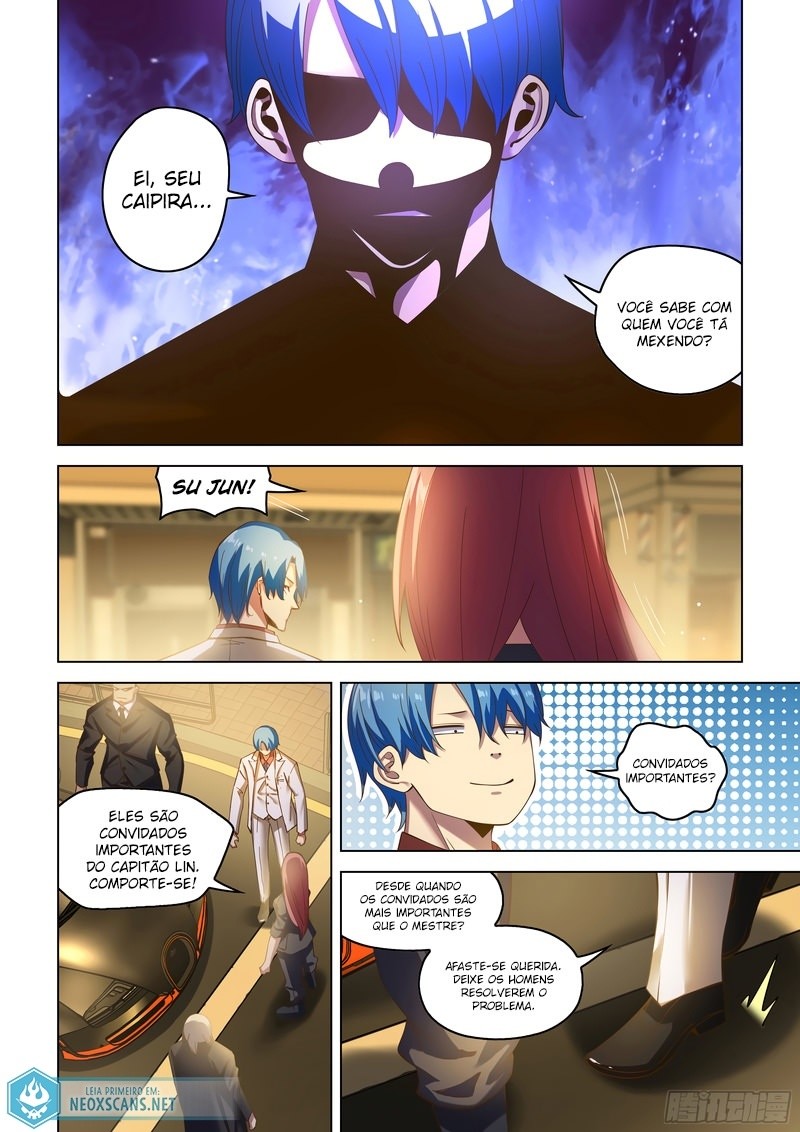 EI, SEU
CAIPIRA...
VOCÊ SABE COM
QUEM VOCÊ TÁ
MEXENDO?
SU JUN!
ELES SÃO
CONVIDADOS
IMPORTANTES
DO CAPITÃO LIN.
COMPORTE-SE!
CONVIDADOS
IMPORTANTES?
DESDE QUANDO
OS CONVIDADOS SÃO
MAIS IMPORTANTES
QUE O MESTRE?
AFASTE-SE QUERIDA.
DEIXE OS HOMENS
RESOLVEREM O
PROBLEMA.
LEIA PRIMEIRO EM:
NEOXSCANS.NET
腾讯动漫